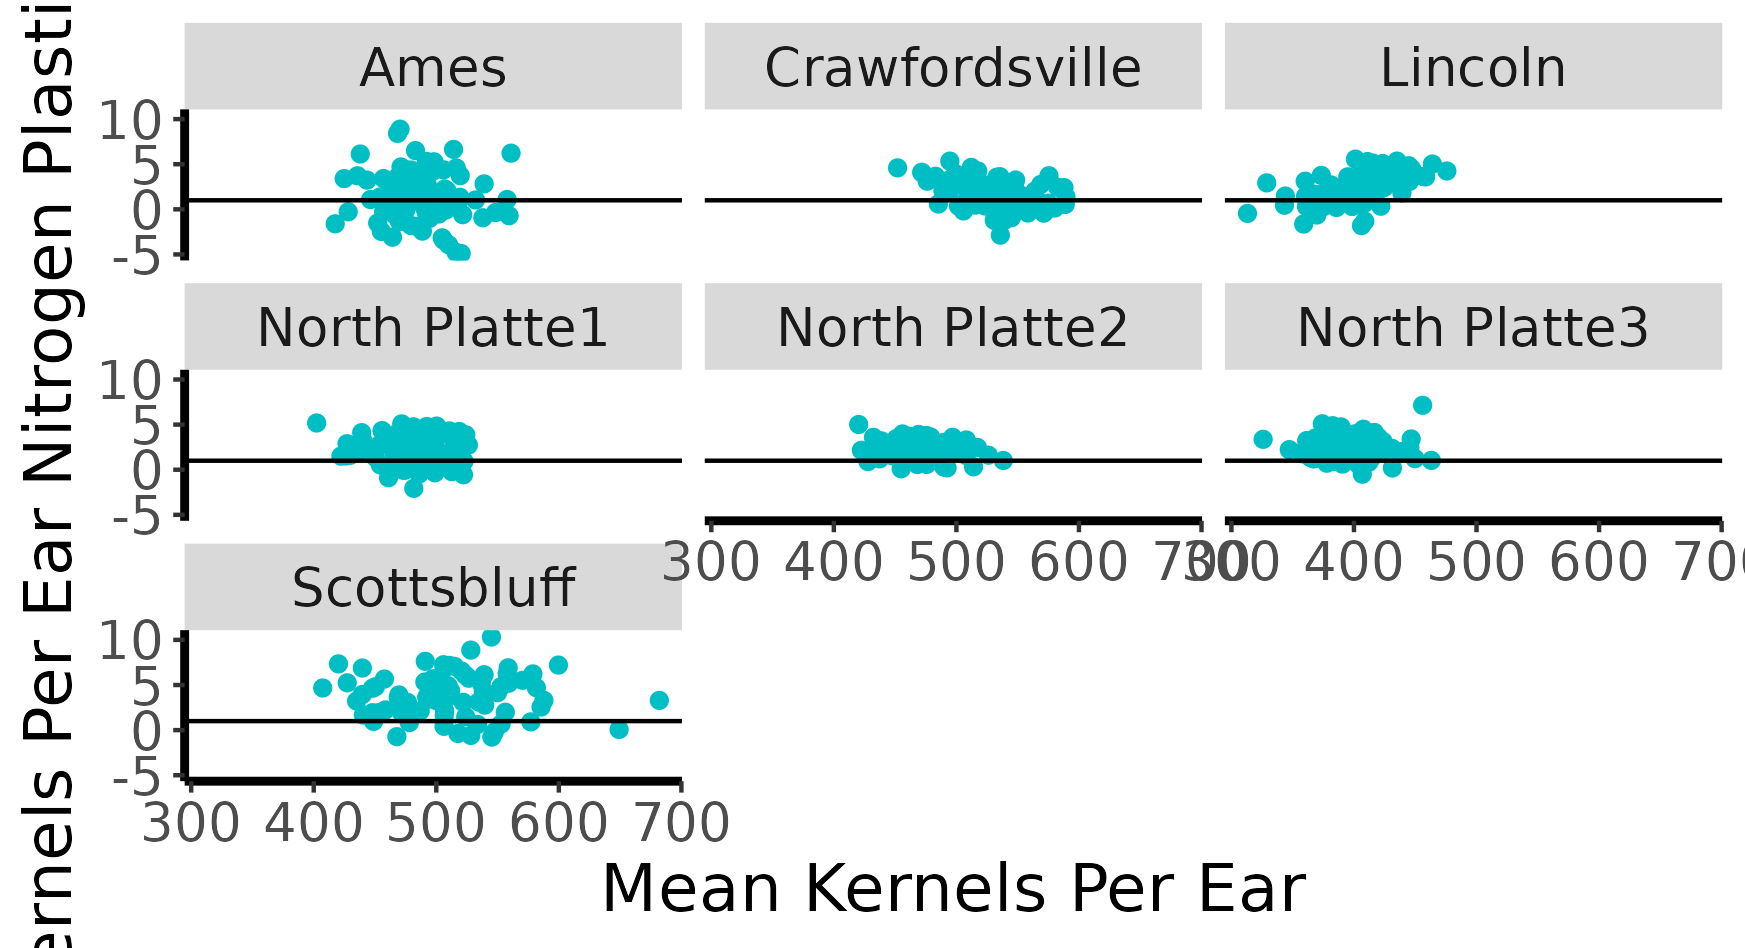 Ames Crawfordsville Lincoln
10
5
0
-5
North Platte1 North Platte2 North Platte3
10
5
0
-5
300 400 500 600 700
300 400 500 600
Scottsbluff
10
5
0
-5
300 400 500 600 700
Mean Kernels Per Ear
Per Ear Nitrogen